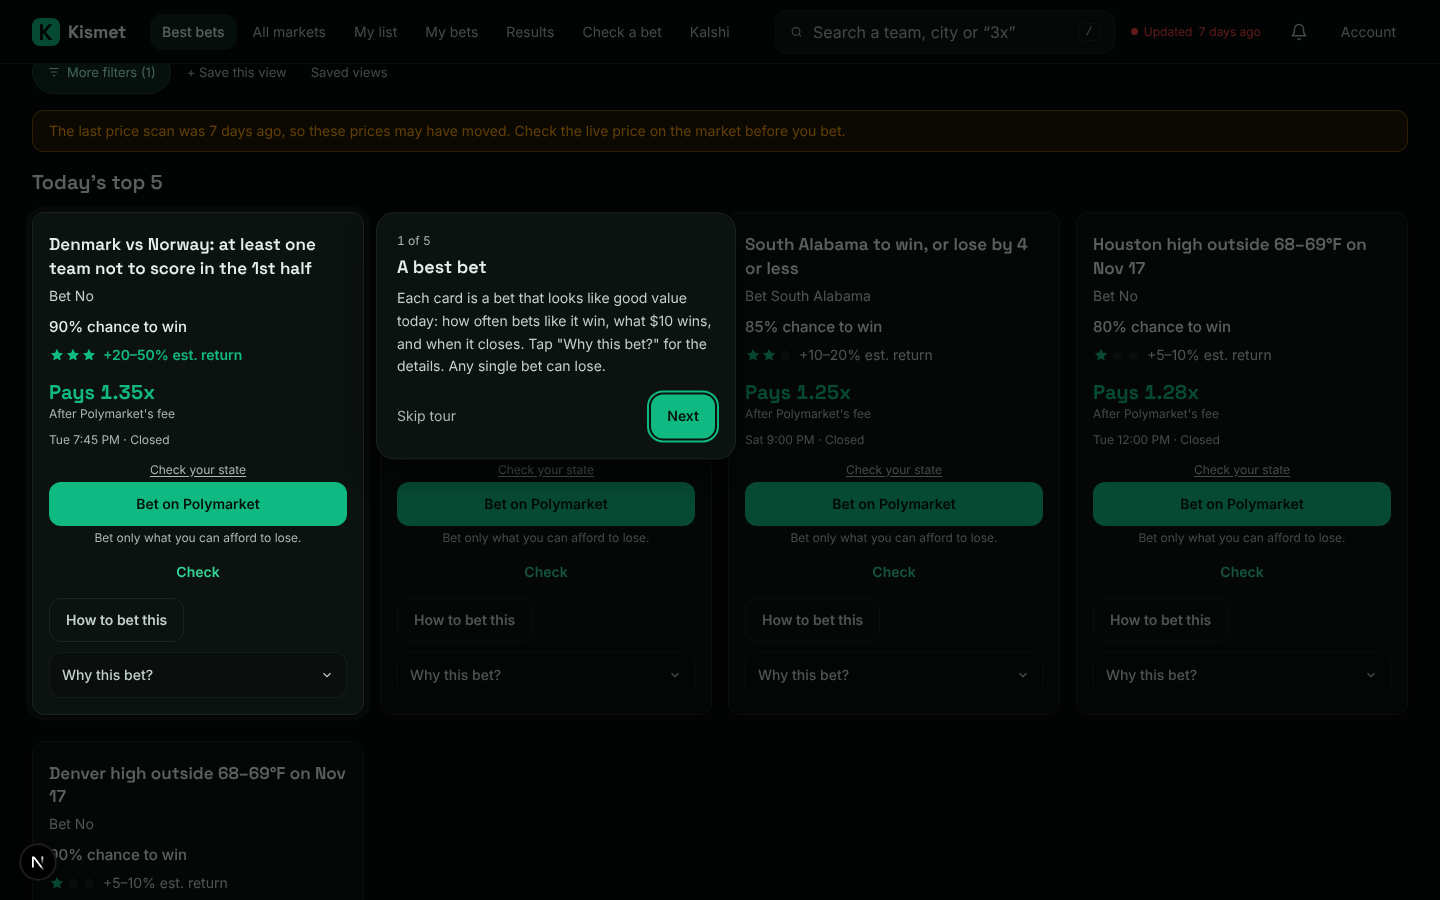 Kismet
Best bets
All markets
My list
My bets
Results
Check a bet
Kalshi
Search a team, city or “3x”
/
Updated 7 days ago
Account
More filters (1)
+ Save this view
Saved views
The last price scan was 7 days ago, so these prices may have moved. Check the live price on the market before you bet.
Today's top 5
Denmark vs Norway: at least one
team not to score in the 1st half
Bet No
90% chance to win
+20–50% est. return
Pays 1.35x
After Polymarket's fee
Tue 7:45 PM · Closed
Check your state
Bet on Polymarket
Bet only what you can afford to lose.
Check
How to bet this
Why this bet?
1 of 5
A best bet
Each card is a bet that looks like good value
today: how often bets like it win, what $10 wins,
and when it closes. Tap "Why this bet?" for the
details. Any single bet can lose.
Skip tour
Next
Check your state
Bet on Polymarket
Bet only what you can afford to lose.
Check
How to bet this
Why this bet?
South Alabama to win, or lose by 4
or less
Bet South Alabama
85% chance to win
+10–20% est. return
Pays 1.25x
After Polymarket's fee
Sat 9:00 PM · Closed
Check your state
Bet on Polymarket
Bet only what you can afford to lose.
Check
How to bet this
Why this bet?
Houston high outside 68–69°F on
Nov 17
Bet No
80% chance to win
+5–10% est. return
Pays 1.28x
After Polymarket's fee
Tue 12:00 PM · Closed
Check your state
Bet on Polymarket
Bet only what you can afford to lose.
Check
How to bet this
Why this bet?
Denver high outside 68–69°F on Nov
17
Bet No
90% chance to win
+5–10% est. return